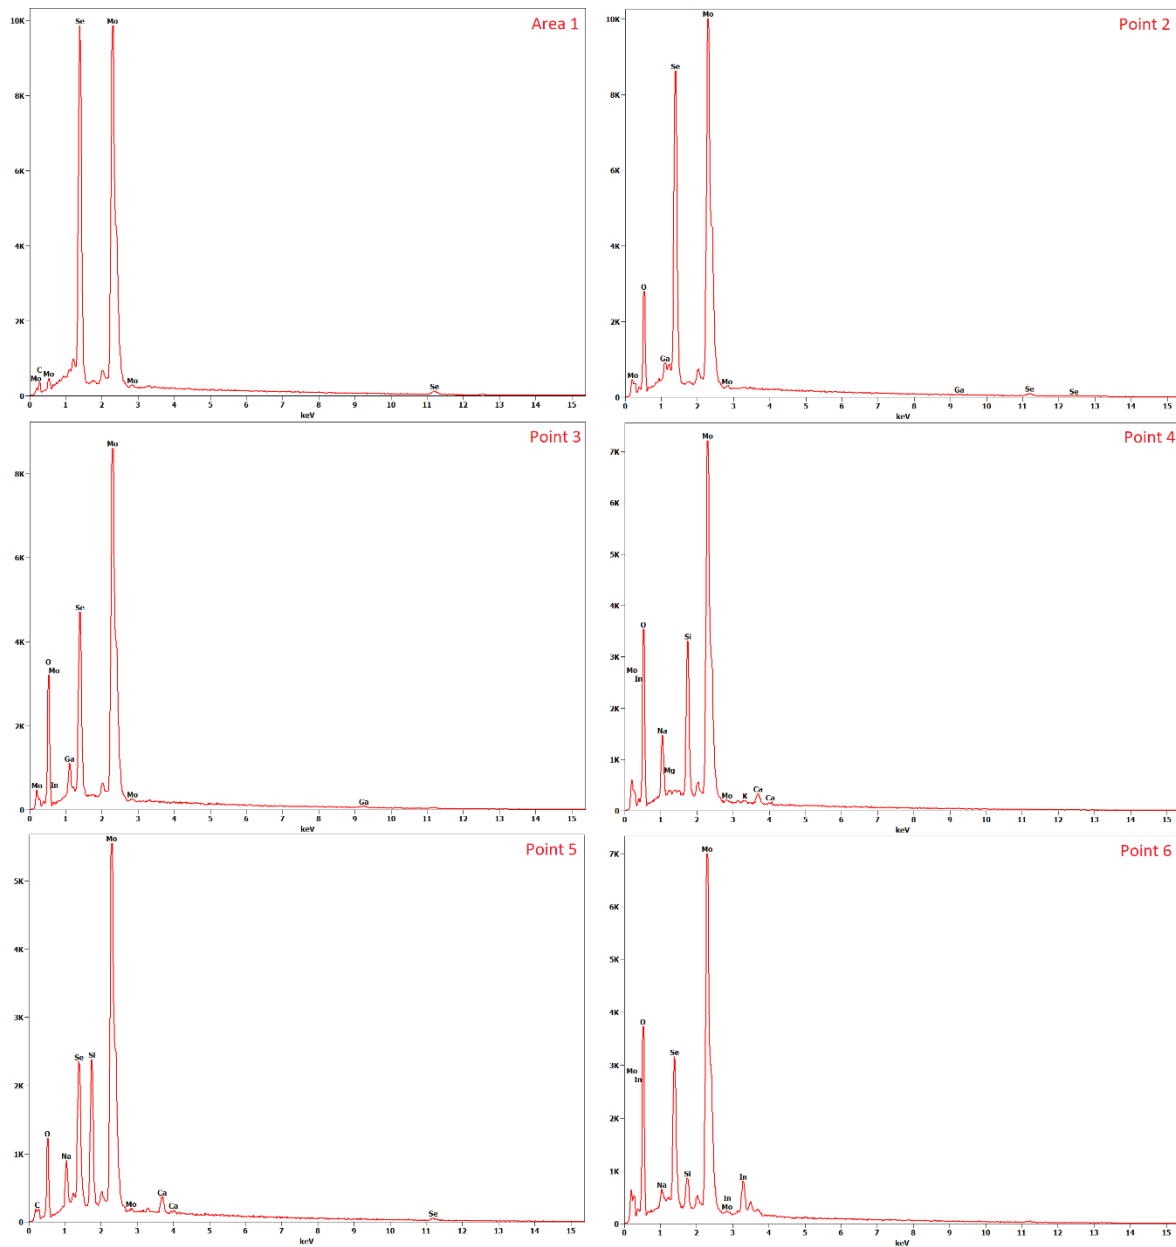 Area 1
10K
8K
6K
4K
2K
0
Se
Mo
C
Mo
Mo
Mo
Se
0 1 2 3 4 5 6 7 8 9 10 11 12 13 14 15
keV
Point 2
10K
8K
6K
4K
2K
0
Mo
Se
O
Ga
Mo
Mo
Ga
Se
Se
0 1 2 3 4 5 6 7 8 9 10 11 12 13 14 15
keV
Point 3
8K
6K
4K
2K
0
Mo
Se
O
Mo
Ga
Mo
In
Mo
Ga
0 1 2 3 4 5 6 7 8 9 10 11 12 13 14 15
keV
Point 4
7K
6K
5K
4K
3K
2K
1K
0
Mo
O
Si
Mo
In
Na
Mg
Mo
K
Ca
Ca
0 1 2 3 4 5 6 7 8 9 10 11 12 13 14 15
keV
Point 5
5K
4K
3K
2K
1K
0
Mo
Se
Si
O
Na
C
Mo
Ca
Ca
Se
0 1 2 3 4 5 6 7 8 9 10 11 12 13 14 15
keV
Point 6
7K
6K
5K
4K
3K
2K
1K
0
Mo
O
Se
Mo
In
Na
Si
In
Mo
In
0 1 2 3 4 5 6 7 8 9 10 11 12 13 14 15
keV